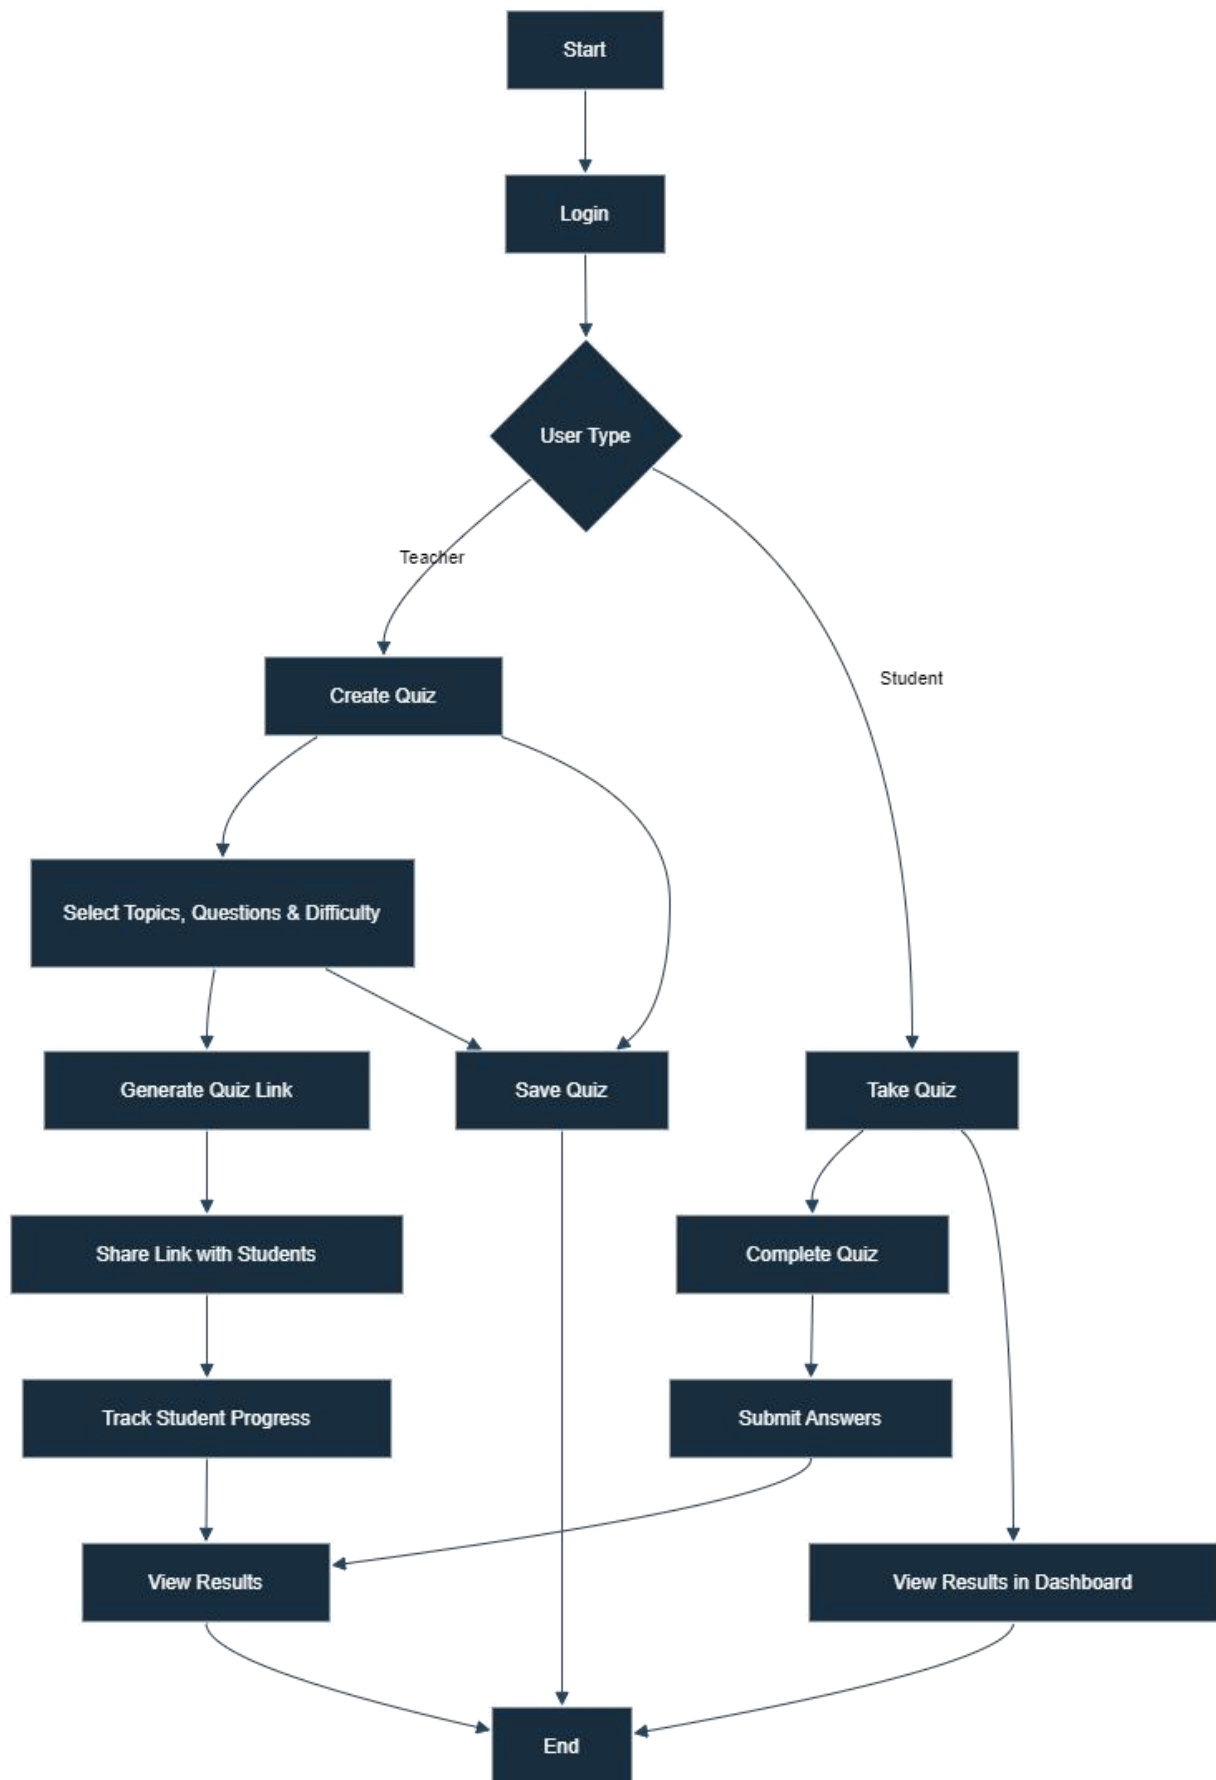 Start
Login
User Type
Teacher
Student
Create Quiz
Select Topics, Questions & Difficulty
Generate Quiz Link
Save Quiz
Take Quiz
Share Link with Students
Complete Quiz
Track Student Progress
Submit Answers
View Results
View Results in Dashboard
End